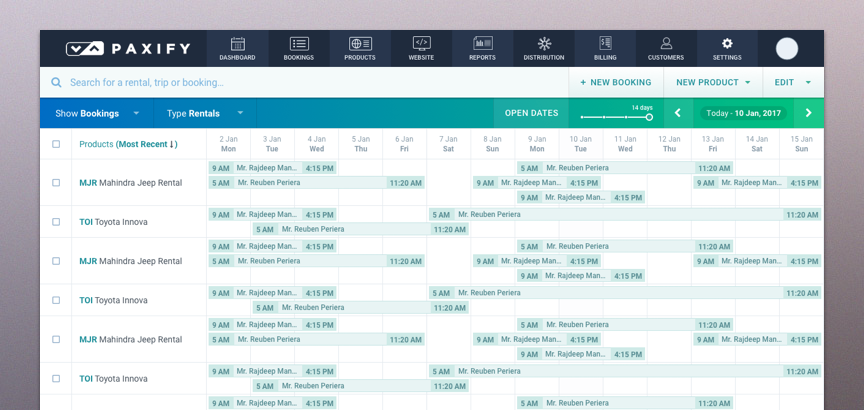 PAXIFY
DASHBOARD BOOKINGS PRODUCTS WEBSITE REPORTS DISTRIBUTION BILLING CUSTOMERS SETTINGS
Search for a rental, trip or booking...
+ NEW BOOKING NEW PRODUCT EDIT
Show Bookings Type Rentals OPEN DATES 14 days Today - 10 Jan, 2017
Products (Most Recent ↓)
2 Jan 3 Jan 4 Jan 5 Jan 6 Jan 7 Jan 8 Jan 9 Jan 10 Jan 11 Jan 12 Jan 13 Jan 14 Jan 15 Jan
Mon Tue Wed Thu Fri Sat Sun Mon Tue Wed Thu Fri Sat Sun
9 AM Mr. Rajdeep Man... 4:15 PM 5 AM Mr. Reuben Periera 11:20 AM
MJR Mahindra Jeep Rental
5 AM Mr. Reuben Periera 11:20 AM 9 AM Mr. Rajdeep Man... 4:15 PM 9 AM Mr. Rajdeep Man... 4:15 PM
9 AM Mr. Rajdeep Man... 4:15 PM
9 AM Mr. Rajdeep Man... 4:15 PM 5 AM Mr. Reuben Periera 11:20 AM
TOI Toyota Innova
5 AM Mr. Reuben Periera 11:20 AM
9 AM Mr. Rajdeep Man... 4:15 PM 5 AM Mr. Reuben Periera 11:20 AM
MJR Mahindra Jeep Rental
5 AM Mr. Reuben Periera 11:20 AM 9 AM Mr. Rajdeep Man... 4:15 PM 9 AM Mr. Rajdeep Man... 4:15 PM
9 AM Mr. Rajdeep Man... 4:15 PM
9 AM Mr. Rajdeep Man... 4:15 PM 5 AM Mr. Reuben Periera 11:20 AM
TOI Toyota Innova
5 AM Mr. Reuben Periera 11:20 AM
9 AM Mr. Rajdeep Man... 4:15 PM 5 AM Mr. Reuben Periera 11:20 AM
MJR Mahindra Jeep Rental
5 AM Mr. Reuben Periera 11:20 AM 9 AM Mr. Rajdeep Man... 4:15 PM 9 AM Mr. Rajdeep Man... 4:15 PM
9 AM Mr. Rajdeep Man... 4:15 PM
9 AM Mr. Rajdeep Man... 4:15 PM 5 AM Mr. Reuben Periera 11:20 AM
TOI Toyota Innova
5 AM Mr. Reuben Periera 11:20 AM
9 AM Mr. Rajdeep Man... 4:15 PM 5 AM Mr. Reuben Periera 11:20 AM